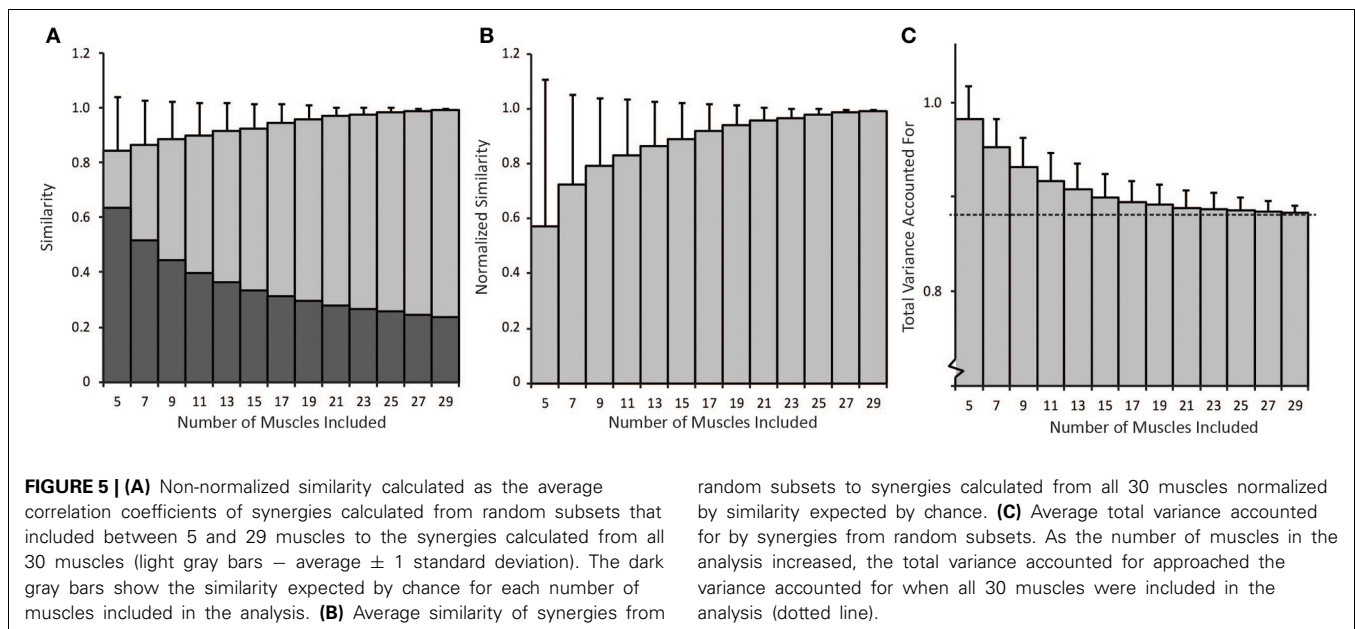 A
1.2
1.0
0.8
0.6
0.4
0.2
0
Similarity
5 7 9 11 13 15 17 19 21 23 25 27 29
Number of Muscles Included
B
1.2
1.0
0.8
0.6
0.4
0.2
0
Normalized Similarity
5 7 9 11 13 15 17 19 21 23 25 27 29
Number of Muscles Included
C
1.0
0.8
Total Variance Accounted For
5 7 9 11 13 15 17 19 21 23 25 27 29
Number of Muscles Included
FIGURE 5 | (A) Non-normalized similarity calculated as the average
correlation coefficients of synergies calculated from random subsets that
included between 5 and 29 muscles to the synergies calculated from all
30 muscles (light gray bars – average ± 1 standard deviation). The dark
gray bars show the similarity expected by chance for each number of
muscles included in the analysis. (B) Average similarity of synergies from
random subsets to synergies calculated from all 30 muscles normalized
by similarity expected by chance. (C) Average total variance accounted
for by synergies from random subsets. As the number of muscles in the
analysis increased, the total variance accounted for approached the
variance accounted for when all 30 muscles were included in the
analysis (dotted line).